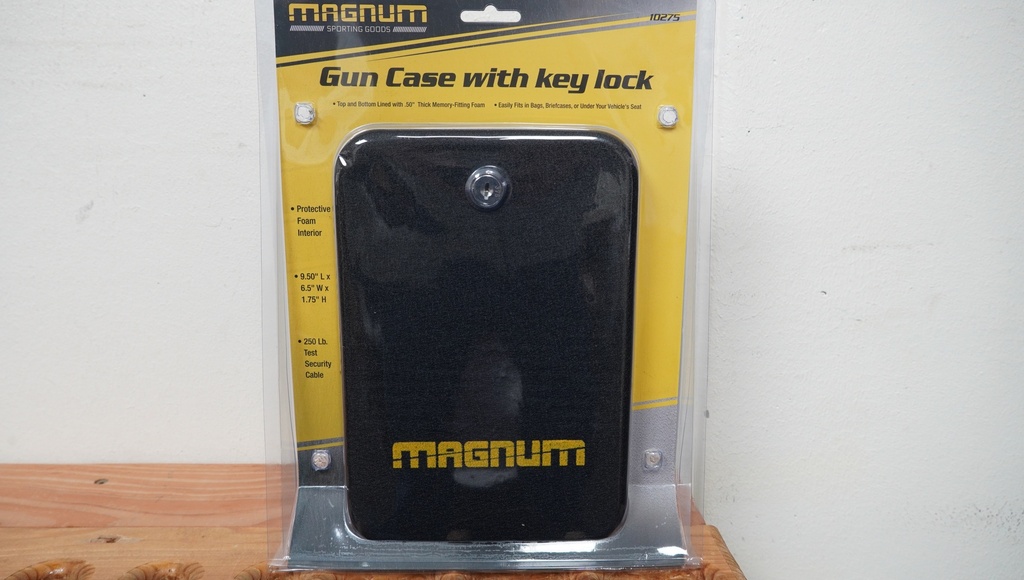 MAGNUM
SPORTING GOODS
10275
Gun Case with key lock
• Top and Bottom Lined with .50" Thick Memory-Fitting Foam • Easily Fits in Bags, Briefcases, or Under Your Vehicle's Seat
• Protective
Foam
Interior
• 9.50" L x
6.5" W x
1.75" H
• 250 Lb.
Test
Security
Cable
MAGNUM